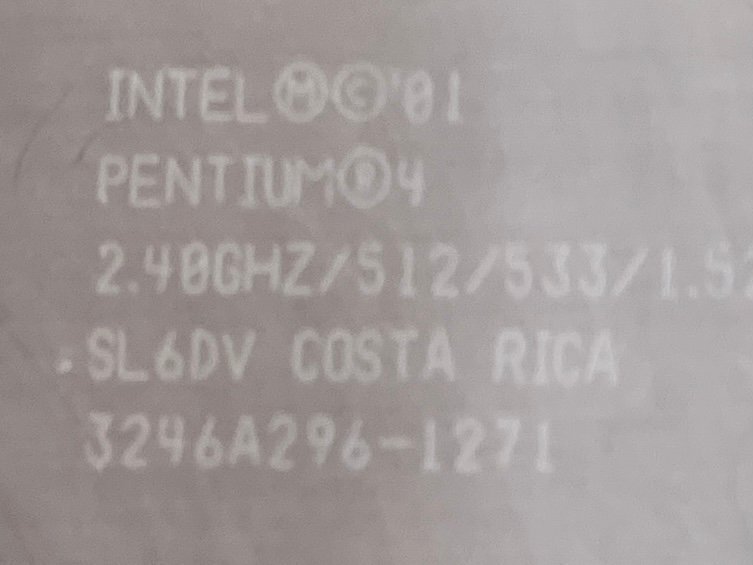 INTEL Ⓜ©'01
PENTIUM®4
2.40GHZ/512/533/1.5
SL6DV COSTA RICA
3246A296-1271